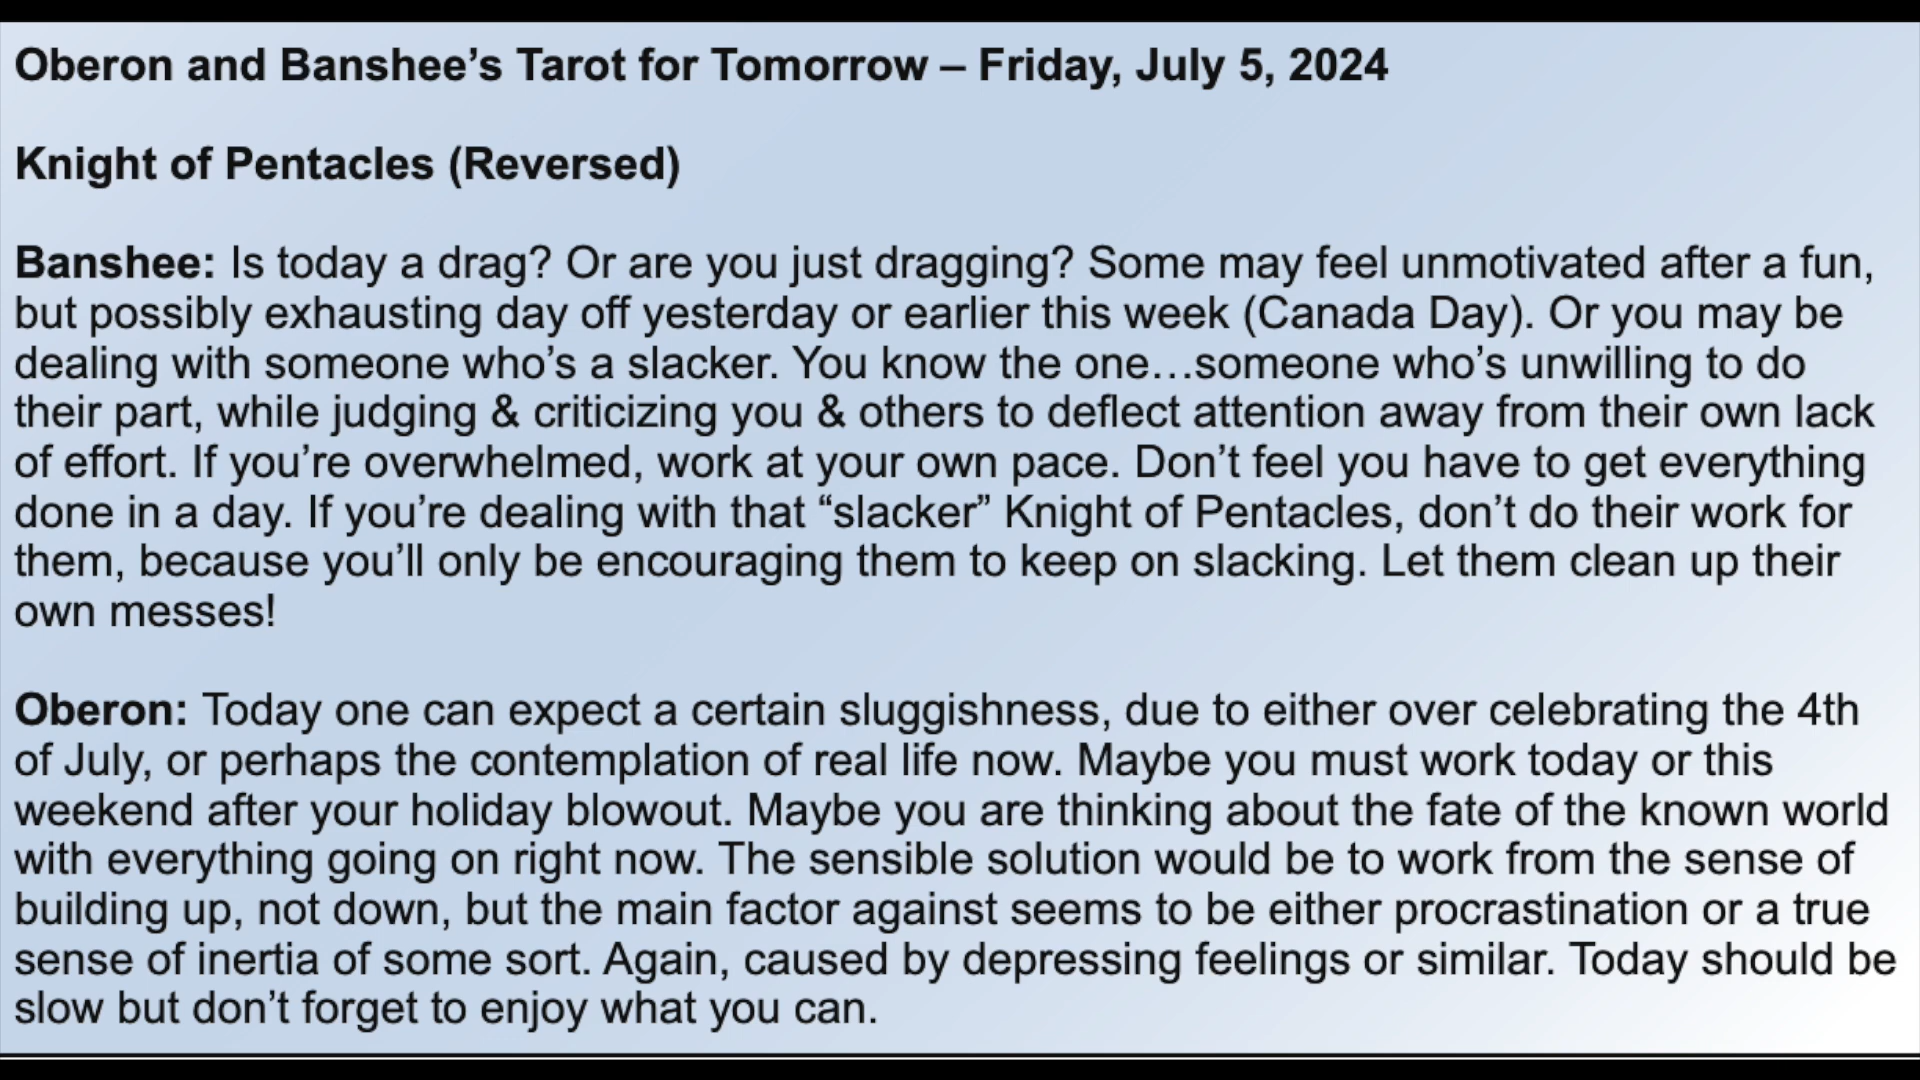 Oberon and Banshee’s Tarot for Tomorrow – Friday, July 5, 2024
Knight of Pentacles (Reversed)
Banshee: Is today a drag? Or are you just dragging? Some may feel unmotivated after a fun,
but possibly exhausting day off yesterday or earlier this week (Canada Day). Or you may be
dealing with someone who’s a slacker. You know the one…someone who’s unwilling to do
their part, while judging & criticizing you & others to deflect attention away from their own lack
of effort. If you’re overwhelmed, work at your own pace. Don’t feel you have to get everything
done in a day. If you’re dealing with that “slacker” Knight of Pentacles, don’t do their work for
them, because you’ll only be encouraging them to keep on slacking. Let them clean up their
own messes!
Oberon: Today one can expect a certain sluggishness, due to either over celebrating the 4th
of July, or perhaps the contemplation of real life now. Maybe you must work today or this
weekend after your holiday blowout. Maybe you are thinking about the fate of the known world
with everything going on right now. The sensible solution would be to work from the sense of
building up, not down, but the main factor against seems to be either procrastination or a true
sense of inertia of some sort. Again, caused by depressing feelings or similar. Today should be
slow but don’t forget to enjoy what you can.